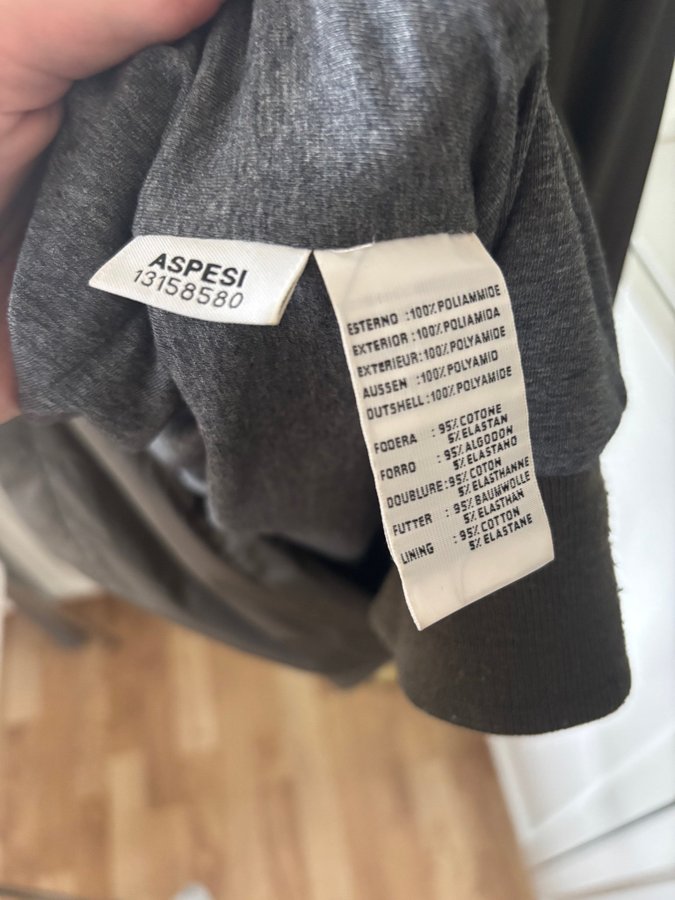 ASPESI
13158580
ESTERNO :100%POLIAMMIDE
EXTERIOR :100%POLIAMIDA
EXTERIEUR:100%POLYAMIDE
AUSSEN :100%POLYAMID
OUTSHELL:100%POLYAMIDE
FODERA : 95%COTONE
5%ELASTAN
FORRO : 95%ALGODON
5%ELASTANO
DOUBLURE:95%COTON
5%ELASTHANNE
FUTTER : 95%BAUMWOLLE
5%ELASTHAN
LINING : 95%COTTON
5%ELASTANE